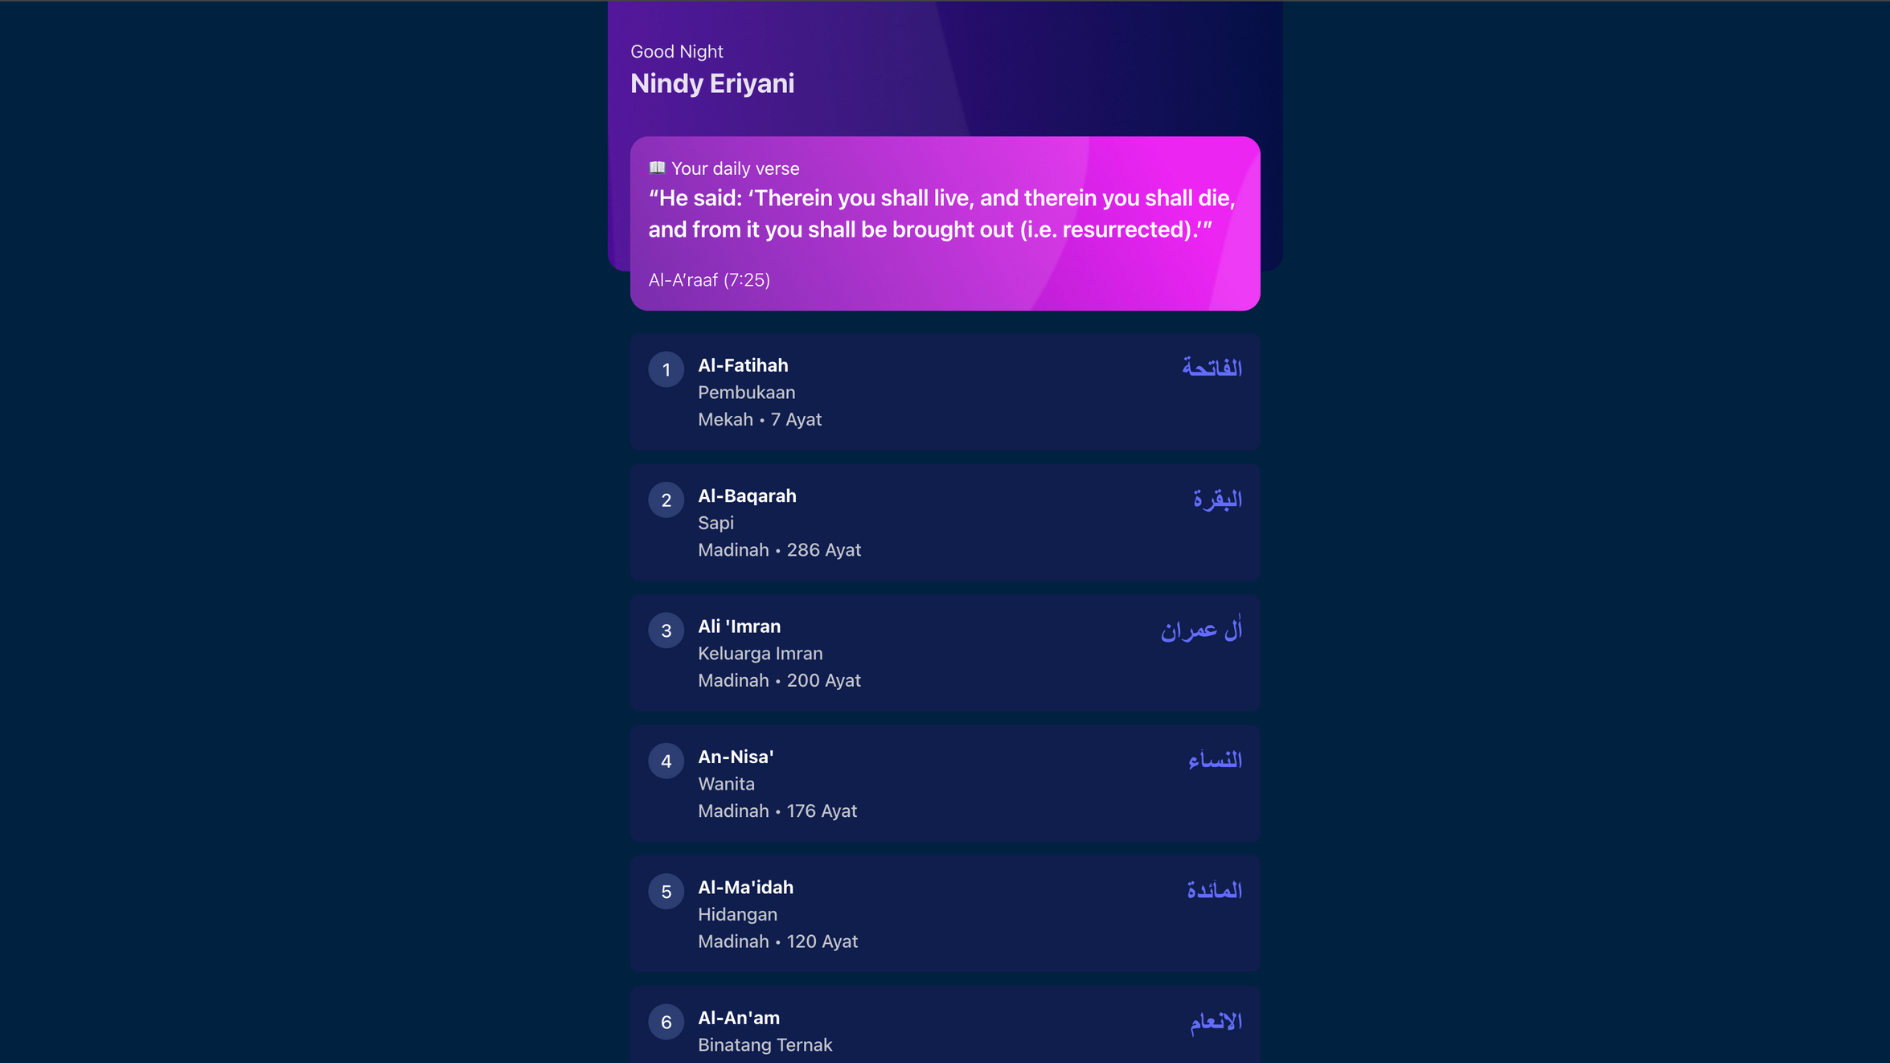 Good Night
Nindy Eriyani
📖 Your daily verse
“He said: ‘Therein you shall live, and therein you shall die,
and from it you shall be brought out (i.e. resurrected).’”
Al-A’raaf (7:25)
1
Al-Fatihah
الفاتحة
Pembukaan
Mekah • 7 Ayat
2
Al-Baqarah
البقرة
Sapi
Madinah • 286 Ayat
3
Ali 'Imran
اٰل عمران
Keluarga Imran
Madinah • 200 Ayat
4
An-Nisa'
النساۤء
Wanita
Madinah • 176 Ayat
5
Al-Ma'idah
الماۤئدة
Hidangan
Madinah • 120 Ayat
6
Al-An'am
الانعام
Binatang Ternak